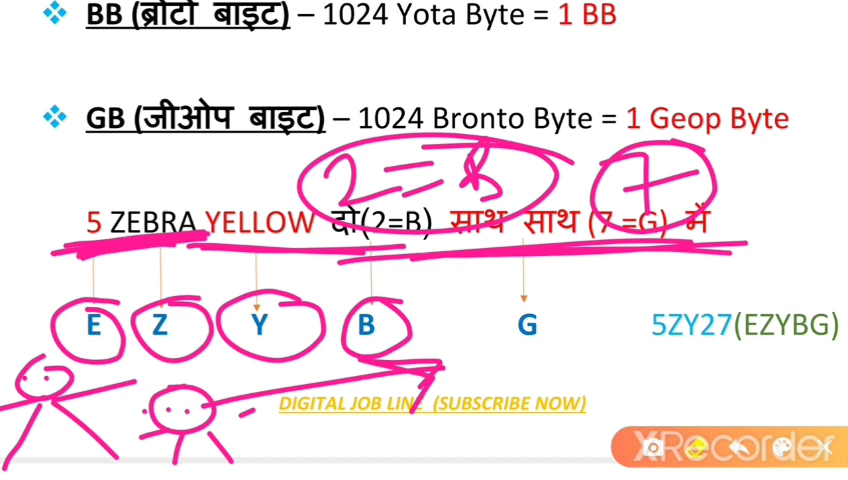 ❖ BB (ब्रोटो बाइट) – 1024 Yota Byte = 1 BB
❖ GB (जीओप बाइट) – 1024 Bronto Byte = 1 Geop Byte
2=B 7
5 ZEBRA YELLOW दो(2=B) साथ साथ (7 =G) में
E Z Y B G 5ZY27(EZYBG)
DIGITAL JOB LINE (SUBSCRIBE NOW)
XRecorder